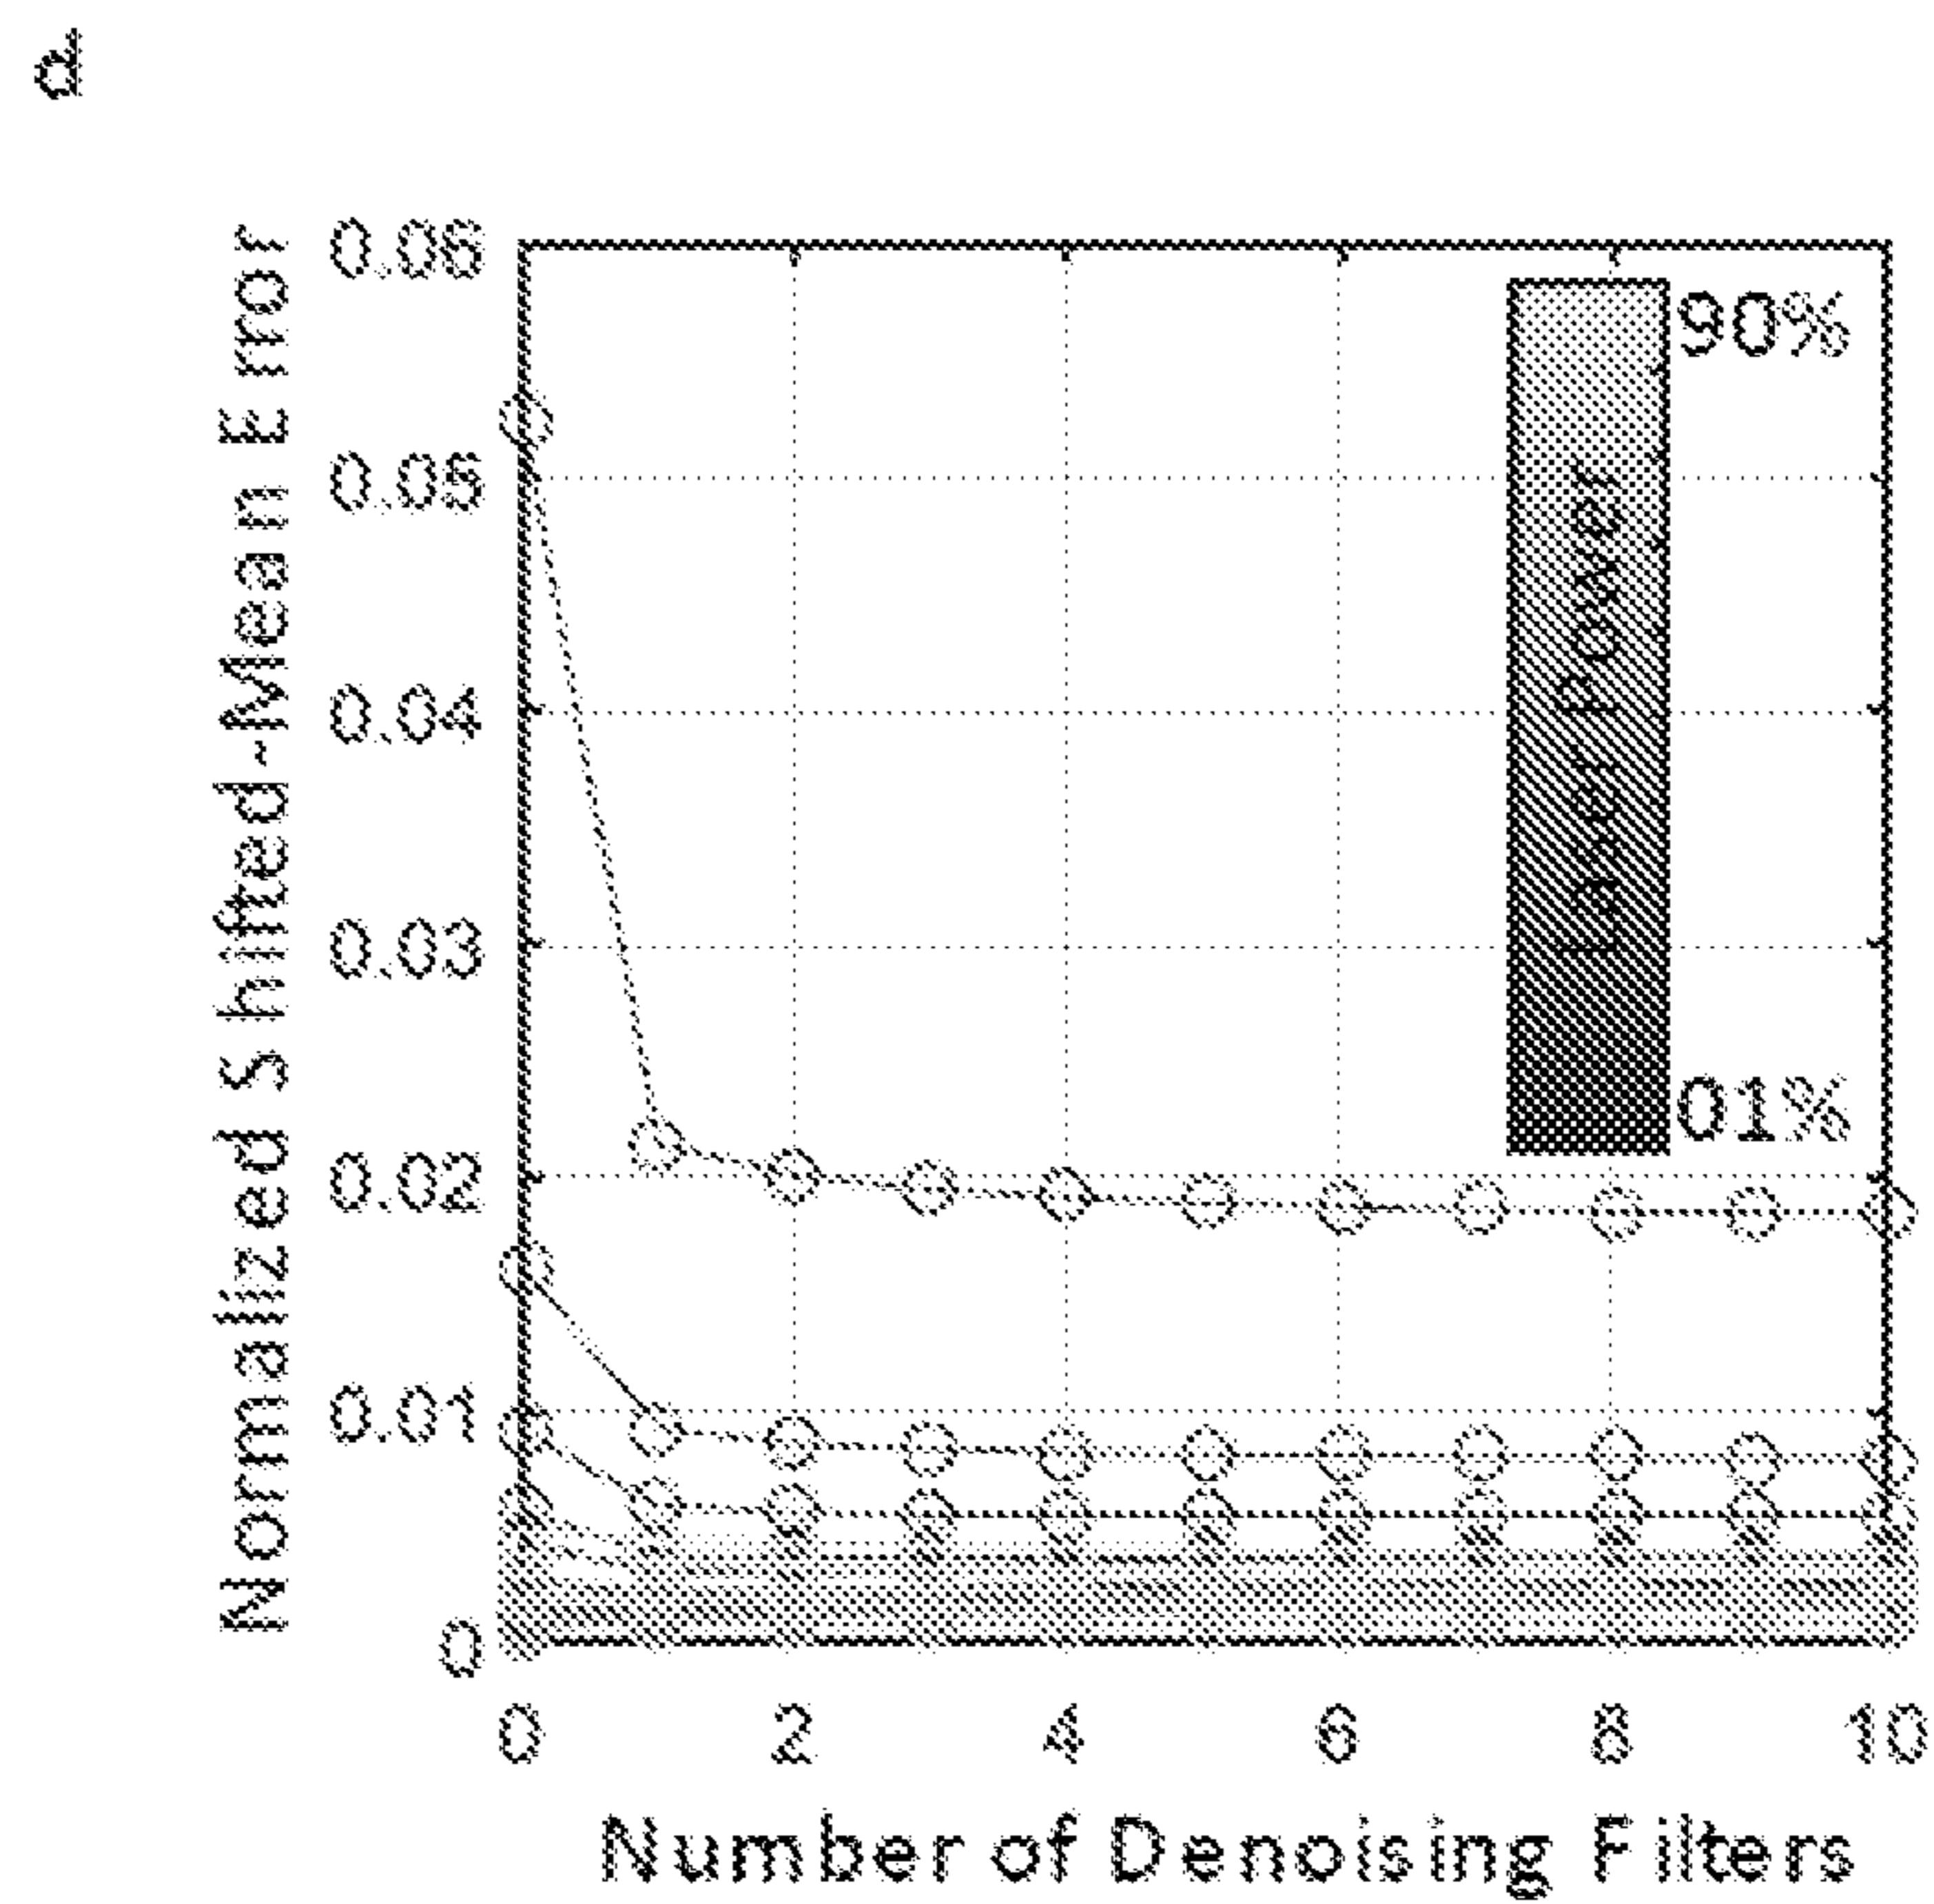 d
Normalized Shifted-Mean Error
0.06
0.05
0.04
0.03
0.02
0.01
0
0 2 4 6 8 10
Number of Denoising Filters
90%
Laser Power
01%